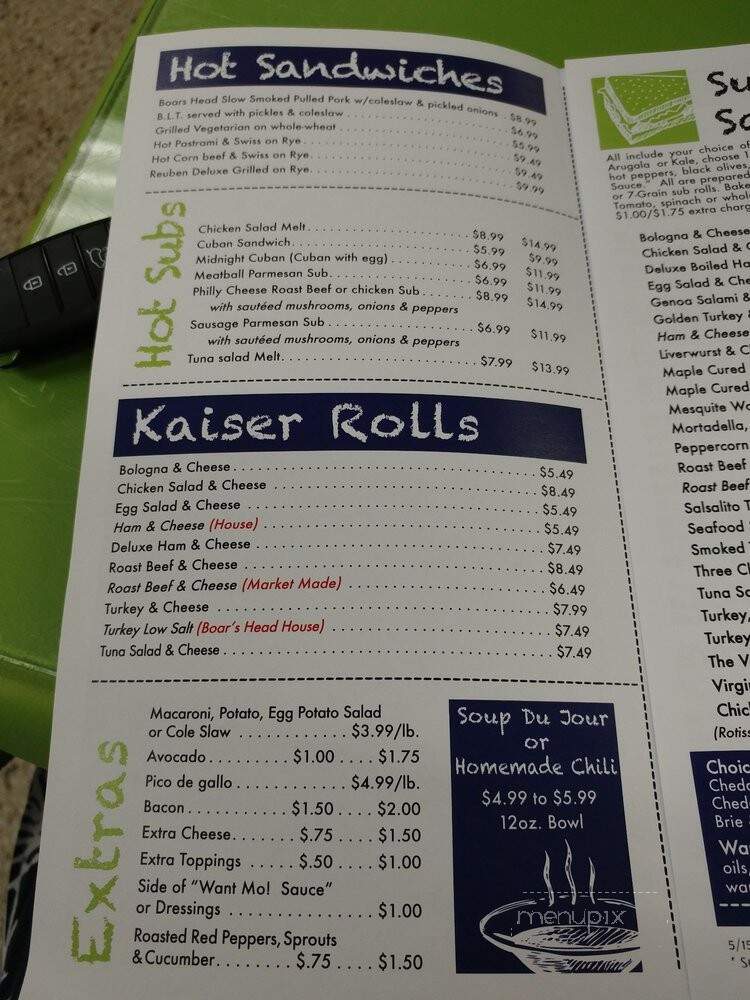 Hot Sandwiches
Boars Head Slow Smoked Pulled Pork w/coleslaw & pickled onions . $8.99
B.L.T. served with pickles & coleslaw . . . . . . . . . . $6.99
Grilled Vegetarian on whole-wheat . . . . . . . . . . $5.99
Hot Pastrami & Swiss on Rye. . . . . . . . . . . $9.49
Hot Corn beef & Swiss on Rye. . . . . . . . . . . $9.49
Reuben Deluxe Grilled on Rye. . . . . . . . . . . $9.99
Hot Subs
Chicken Salad Melt. . . . . . . . . . . $8.99 $14.99
Cuban Sandwich. . . . . . . . . . . $5.99 $9.99
Midnight Cuban (Cuban with egg) . . . . . . . . $6.99 $11.99
Meatball Parmesan Sub. . . . . . . . . . . $6.99 $11.99
Philly Cheese Roast Beef or chicken Sub. . . . . . $8.99 $14.99
with sautéed mushrooms, onions & peppers
Sausage Parmesan Sub . . . . . . . . . . . $6.99 $11.99
with sautéed mushrooms, onions & peppers
Tuna salad Melt. . . . . . . . . . . $7.99 $13.99
Kaiser Rolls
Bologna & Cheese. . . . . . . . . . . $5.49
Chicken Salad & Cheese . . . . . . . . . . . $8.49
Egg Salad & Cheese . . . . . . . . . . . $5.49
Ham & Cheese (House) . . . . . . . . . . . $5.49
Deluxe Ham & Cheese . . . . . . . . . . . $7.49
Roast Beef & Cheese . . . . . . . . . . . $8.49
Roast Beef & Cheese (Market Made) . . . . . . . . . . . $6.49
Turkey & Cheese . . . . . . . . . . . $7.99
Turkey Low Salt (Boar's Head House) . . . . . . . . . . . $7.49
Tuna Salad & Cheese. . . . . . . . . . . $7.49
Extras
Macaroni, Potato, Egg Potato Salad
or Cole Slaw . . . . . . . . . . . . $3.99/lb.
Avocado. . . . . . . . . $1.00 . . . . $1.75
Pico de gallo . . . . . . . . . . . . $4.99/lb.
Bacon. . . . . . . . . . $1.50 . . . . $2.00
Extra Cheese. . . . . . $.75 . . . . $1.50
Extra Toppings . . . . . $.50 . . . . $1.00
Side of "Want Mo! Sauce"
or Dressings . . . . . . . . . . . . . . . $1.00
Roasted Red Peppers, Sprouts
& Cucumber. . . . . . . . $.75 . . . . $1.50
Soup Du Jour
or
Homemade Chili
$4.99 to $5.99
12oz. Bowl
menupix
Su
Sa
All include your choice of
Arugala or Kale, choose 1
hot peppers, black olives,
Sauce." All are prepared
or 7-Grain sub rolls. Bake
Tomato, spinach or whol
$1.00/$1.75 extra charg
Bologna & Cheese
Chicken Salad & C
Deluxe Boiled Ha
Egg Salad & Che
Genoa Salami &
Golden Turkey
Ham & Cheese
Liverwurst & C
Maple Cured
Maple Cured
Mesquite Wo
Mortadella,
Peppercorn
Roast Beef
Roast Beef
Salsalito T
Seafood
Smoked
Three Ch
Tuna Sa
Turkey,
Turkey
The V
Virgi
Chic
(Rotiss
Choic
Chedd
Chedd
Brie
Wa
oils,
war
5/15
* S